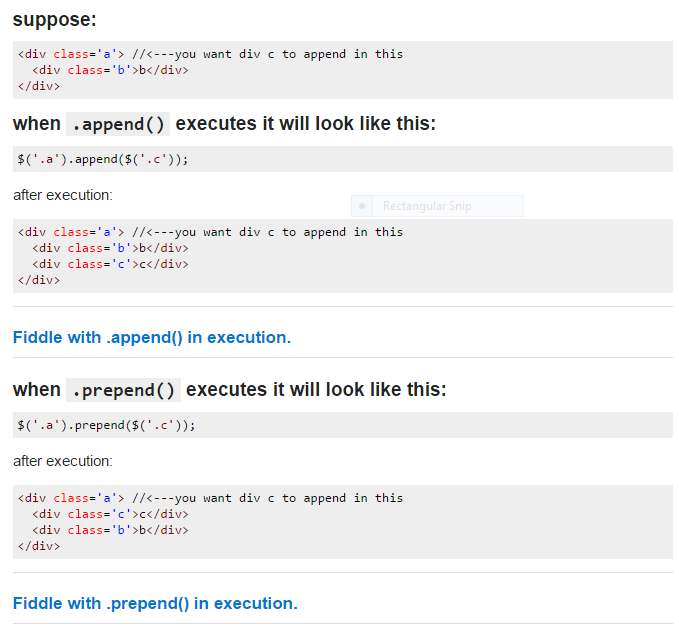 suppose:
<div class='a'> //<---you want div c to append in this
  <div class='b'>b</div>
</div>
when .append() executes it will look like this:
$('.a').append($('.c'));
after execution:
Rectangular Snip
<div class='a'> //<---you want div c to append in this
  <div class='b'>b</div>
  <div class='c'>c</div>
</div>
Fiddle with .append() in execution.
when .prepend() executes it will look like this:
$('.a').prepend($('.c'));
after execution:
<div class='a'> //<---you want div c to append in this
  <div class='c'>c</div>
  <div class='b'>b</div>
</div>
Fiddle with .prepend() in execution.